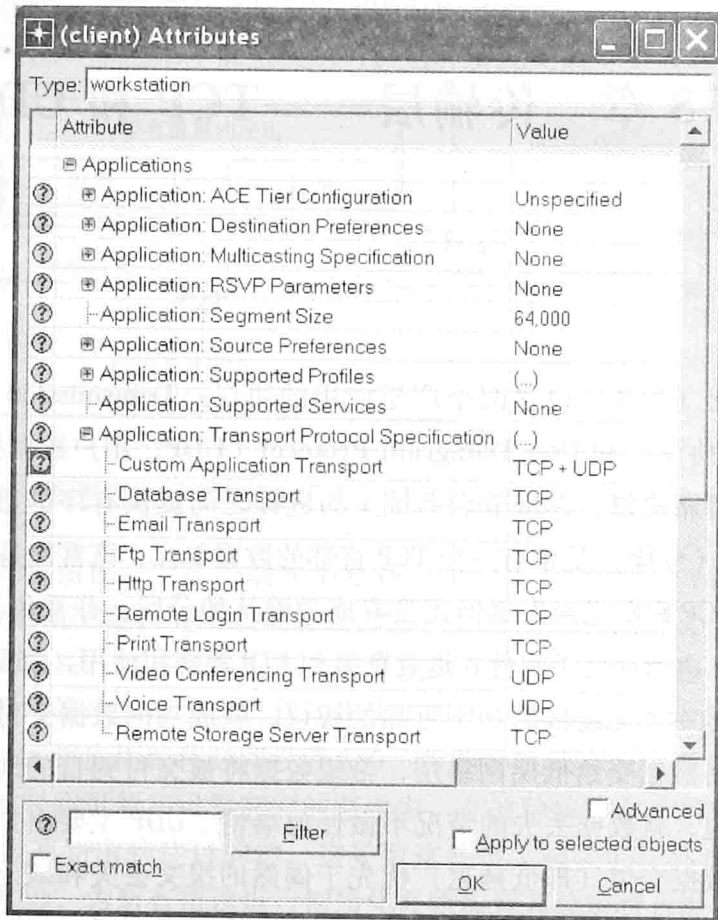 (client) Attributes
Type: workstation
Attribute Value
Applications
Application: ACE Tier Configuration Unspecified
Application: Destination Preferences None
Application: Multicasting Specification None
Application: RSVP Parameters None
Application: Segment Size 64,000
Application: Source Preferences None
Application: Supported Profiles (...)
Application: Supported Services None
Application: Transport Protocol Specification (...)
Custom Application Transport TCP + UDP
Database Transport TCP
Email Transport TCP
Ftp Transport TCP
Http Transport TCP
Remote Login Transport TCP
Print Transport TCP
Video Conferencing Transport UDP
Voice Transport UDP
Remote Storage Server Transport TCP
Advanced
Filter
Apply to selected objects
Exact match
OK
Cancel